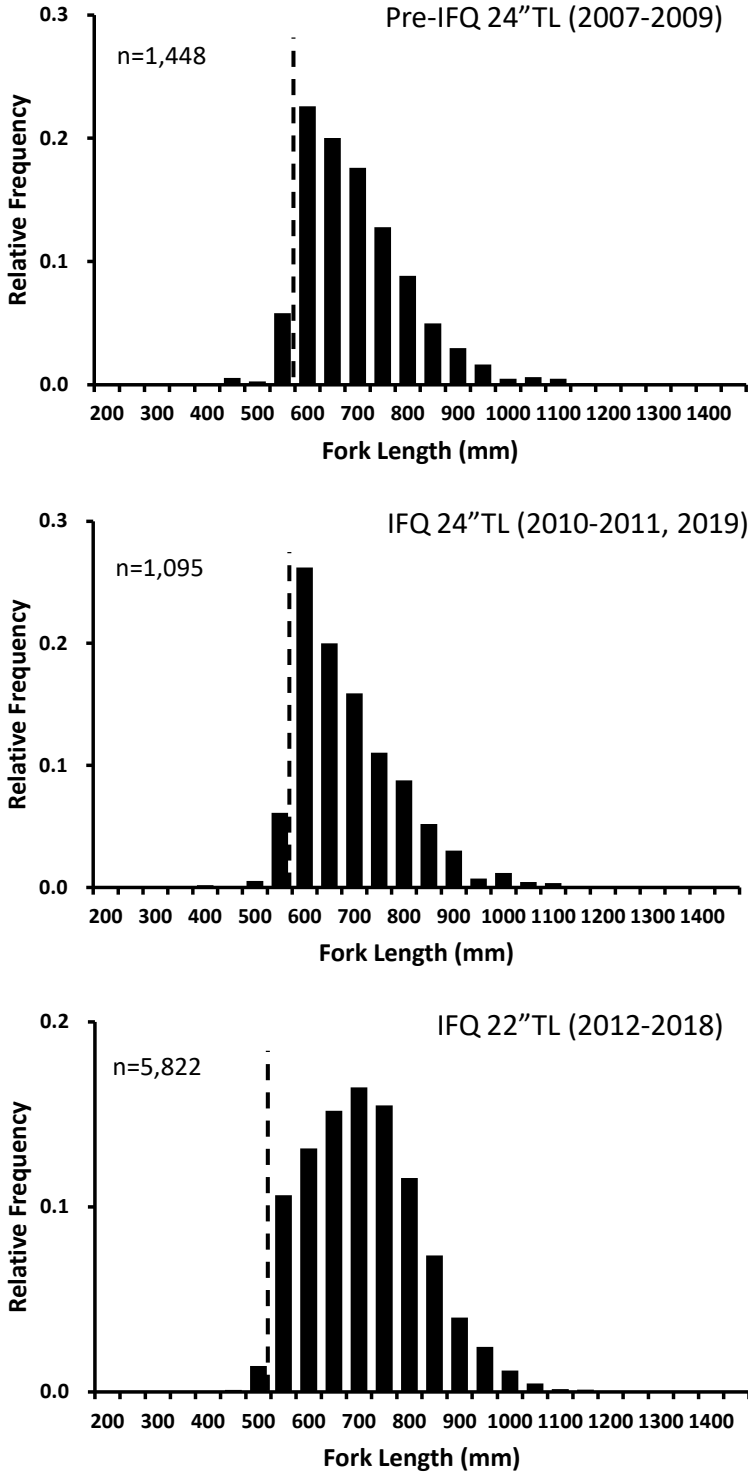 Pre-IFQ 24”TL (2007-2009)
n=1,448
Relative Frequency
0.3
0.2
0.1
0.0
200 300 400 500 600 700 800 900 1000 1100 1200 1300 1400
Fork Length (mm)
IFQ 24”TL (2010-2011, 2019)
n=1,095
Relative Frequency
0.3
0.2
0.1
0.0
200 300 400 500 600 700 800 900 1000 1100 1200 1300 1400
Fork Length (mm)
IFQ 22”TL (2012-2018)
n=5,822
Relative Frequency
0.2
0.1
0.0
200 300 400 500 600 700 800 900 1000 1100 1200 1300 1400
Fork Length (mm)